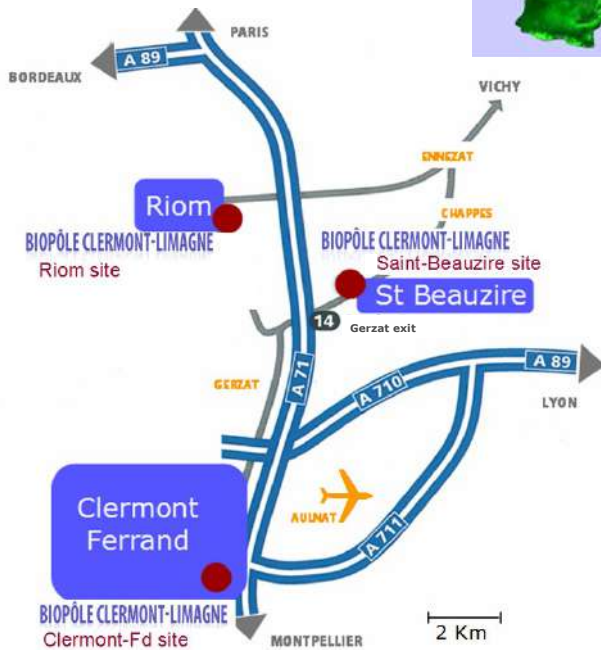 PARIS
A 89
BORDEAUX
VICHY
ENNEZAT
Riom
CHAPPES
BIOPÔLE CLERMONT-LIMAGNE
Riom site
BIOPÔLE CLERMONT-LIMAGNE
Saint-Beauzire site
St Beauzire
14
Gerzat exit
A 71
GERZAT
A 710
A 89
LYON
Clermont
Ferrand
AULNAT
A 711
BIOPÔLE CLERMONT-LIMAGNE
Clermont-Fd site
MONTPELLIER
2 Km